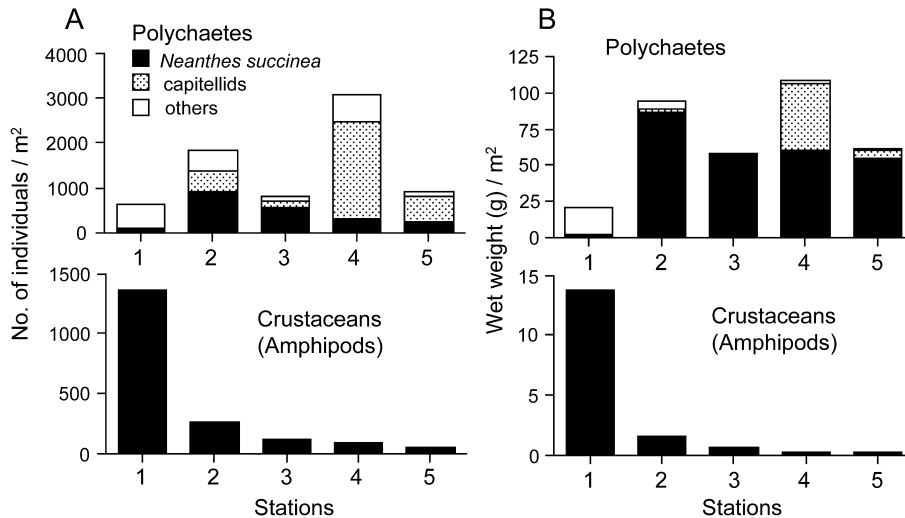 A
Polychaetes
Neanthes succinea
capitellids
others
No. of individuals / m²
4000
3000
2000
1000
0
1 2 3 4 5
1500
1000
500
0
Crustaceans
(Amphipods)
1 2 3 4 5
Stations
B
Polychaetes
Wet weight (g) / m²
125
100
75
50
25
0
1 2 3 4 5
15
10
5
0
Crustaceans
(Amphipods)
1 2 3 4 5
Stations